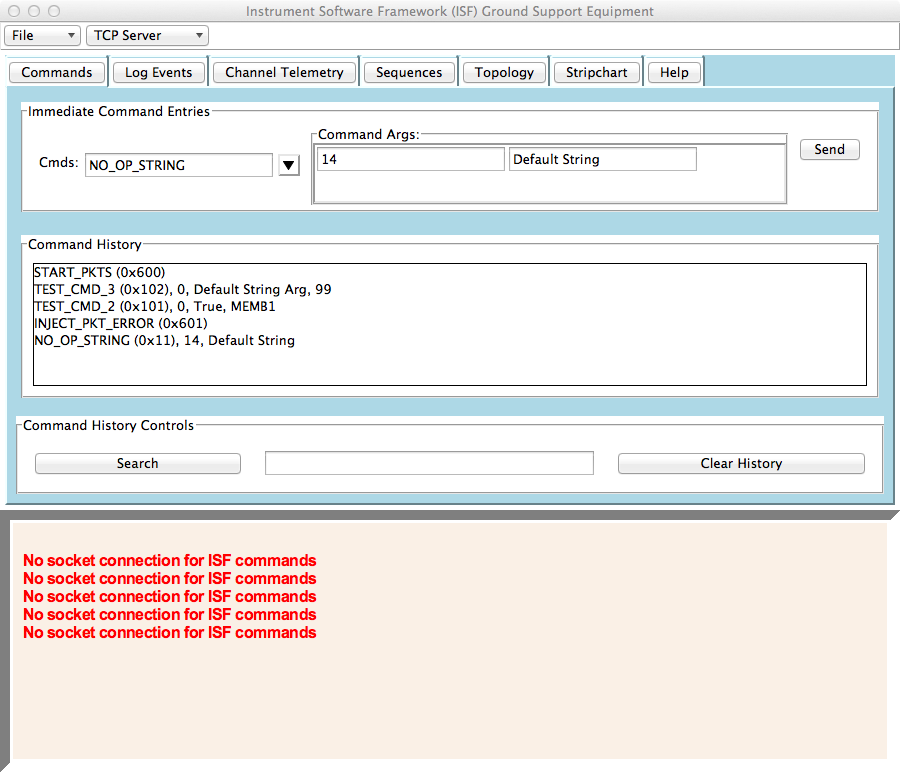 Instrument Software Framework (ISF) Ground Support Equipment
File TCP Server
Commands Log Events Channel Telemetry Sequences Topology Stripchart Help
Immediate Command Entries
Command Args:
Cmds: NO_OP_STRING 14 Default String Send
Command History
START_PKTS (0x600)
TEST_CMD_3 (0x102), 0, Default String Arg, 99
TEST_CMD_2 (0x101), 0, True, MEMB1
INJECT_PKT_ERROR (0x601)
NO_OP_STRING (0x11), 14, Default String
Command History Controls
Search Clear History
No socket connection for ISF commands
No socket connection for ISF commands
No socket connection for ISF commands
No socket connection for ISF commands
No socket connection for ISF commands